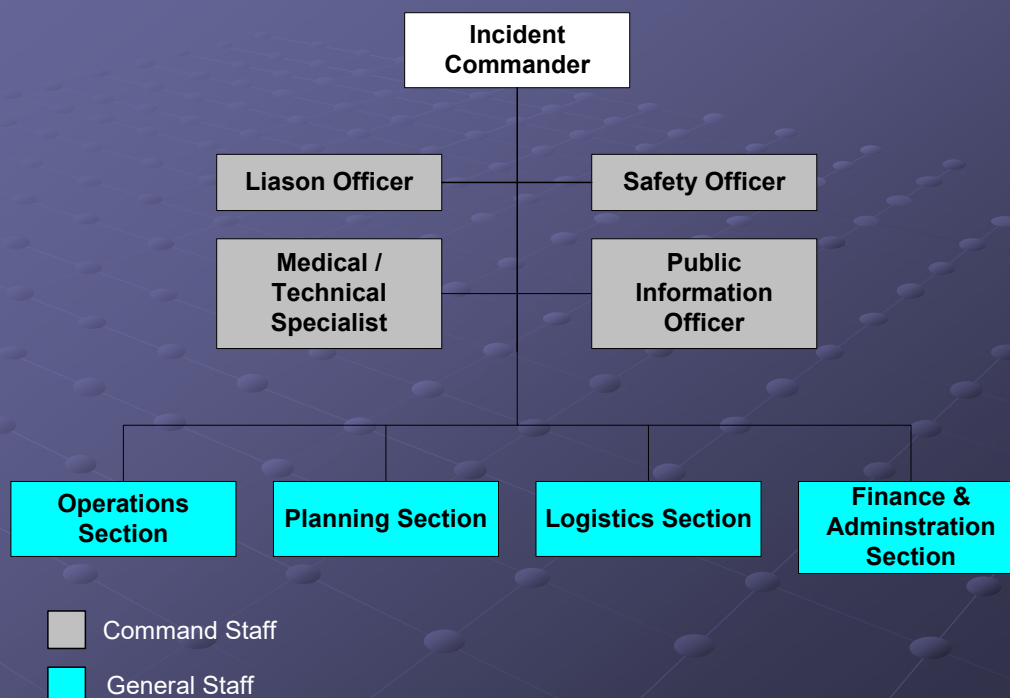 Incident
Commander
Liason Officer
Safety Officer
Medical /
Technical
Specialist
Public
Information
Officer
Operations
Section
Planning Section
Logistics Section
Finance &
Adminstration
Section
Command Staff
General Staff